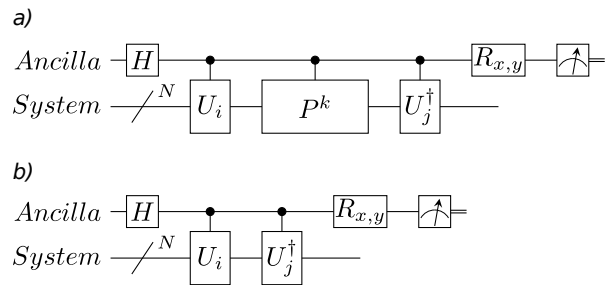 a)
Ancilla H R_{x,y}
System N U_i P^k U_j^†
b)
Ancilla H R_{x,y}
System N U_i U_j^†